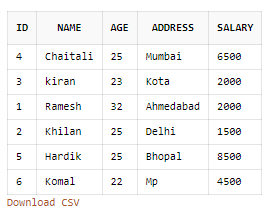 ID NAME AGE ADDRESS SALARY
4 Chaitali 25 Mumbai 6500
3 kiran 23 Kota 2000
1 Ramesh 32 Ahmedabad 2000
2 Khilan 25 Delhi 1500
5 Hardik 25 Bhopal 8500
6 Komal 22 Mp 4500
Download CSV